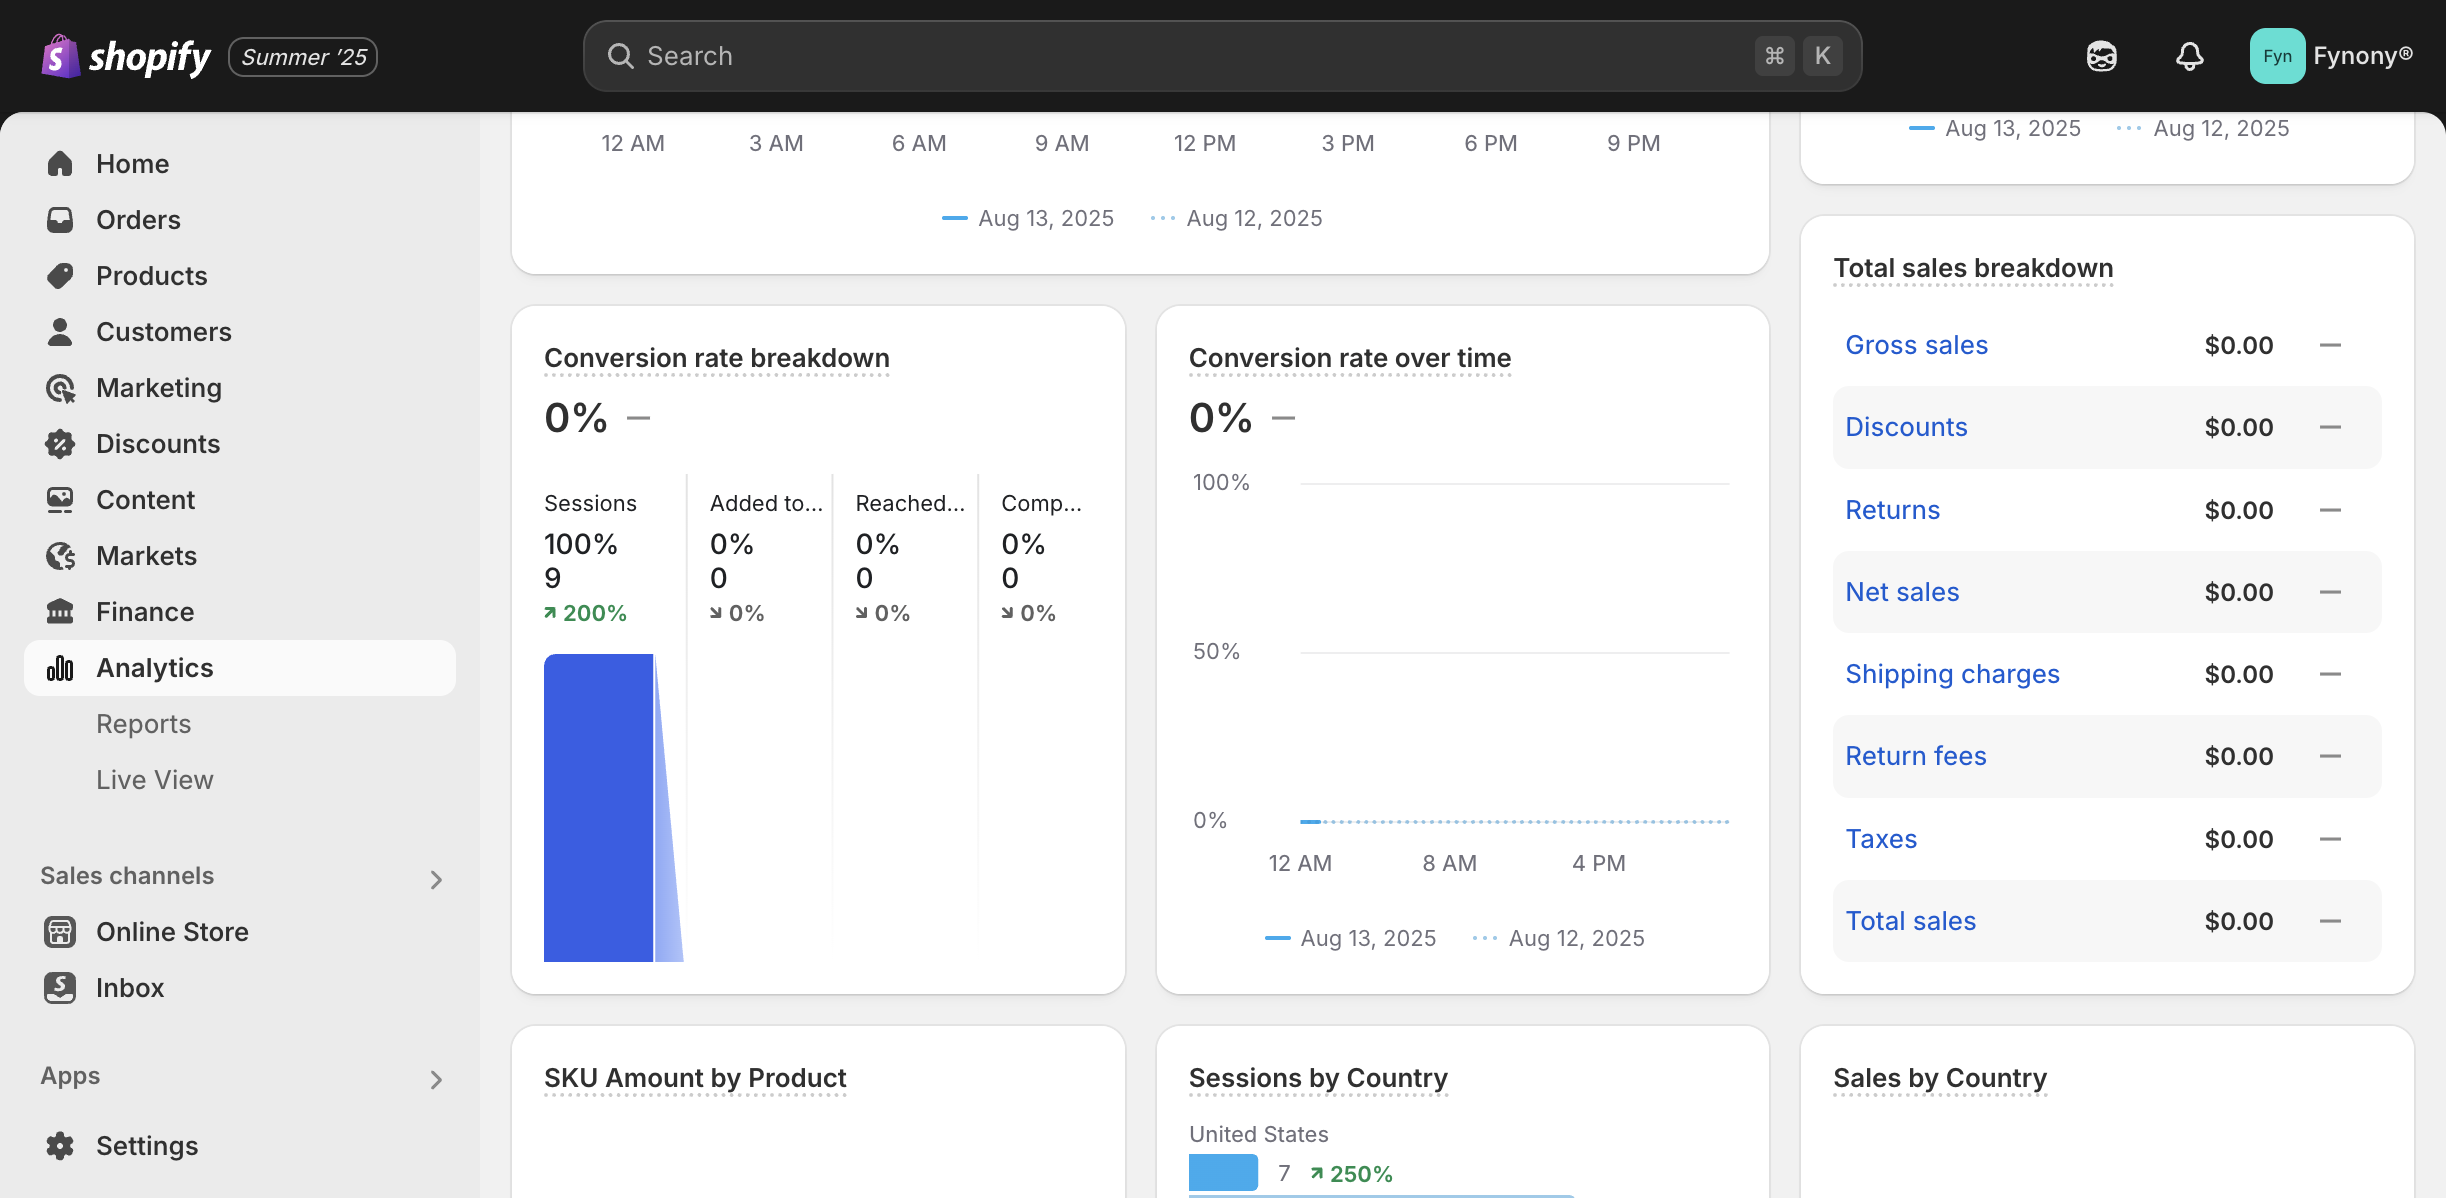 shopify
Summer '25
Search
⌘ K
Fyn
Fynony®
Home
Orders
Products
Customers
Marketing
Discounts
Content
Markets
Finance
Analytics
Reports
Live View
Sales channels
Online Store
Inbox
Apps
Settings
12 AM 3 AM 6 AM 9 AM 12 PM 3 PM 6 PM 9 PM
Aug 13, 2025 Aug 12, 2025
Aug 13, 2025 Aug 12, 2025
Conversion rate breakdown
0% —
Sessions Added to... Reached... Comp...
100% 0% 0% 0%
9 0 0 0
200% 0% 0% 0%
Conversion rate over time
0% —
100%
50%
0%
12 AM 8 AM 4 PM
Aug 13, 2025 Aug 12, 2025
Total sales breakdown
Gross sales $0.00 —
Discounts $0.00 —
Returns $0.00 —
Net sales $0.00 —
Shipping charges $0.00 —
Return fees $0.00 —
Taxes $0.00 —
Total sales $0.00 —
SKU Amount by Product
Sessions by Country
United States
7 250%
Sales by Country